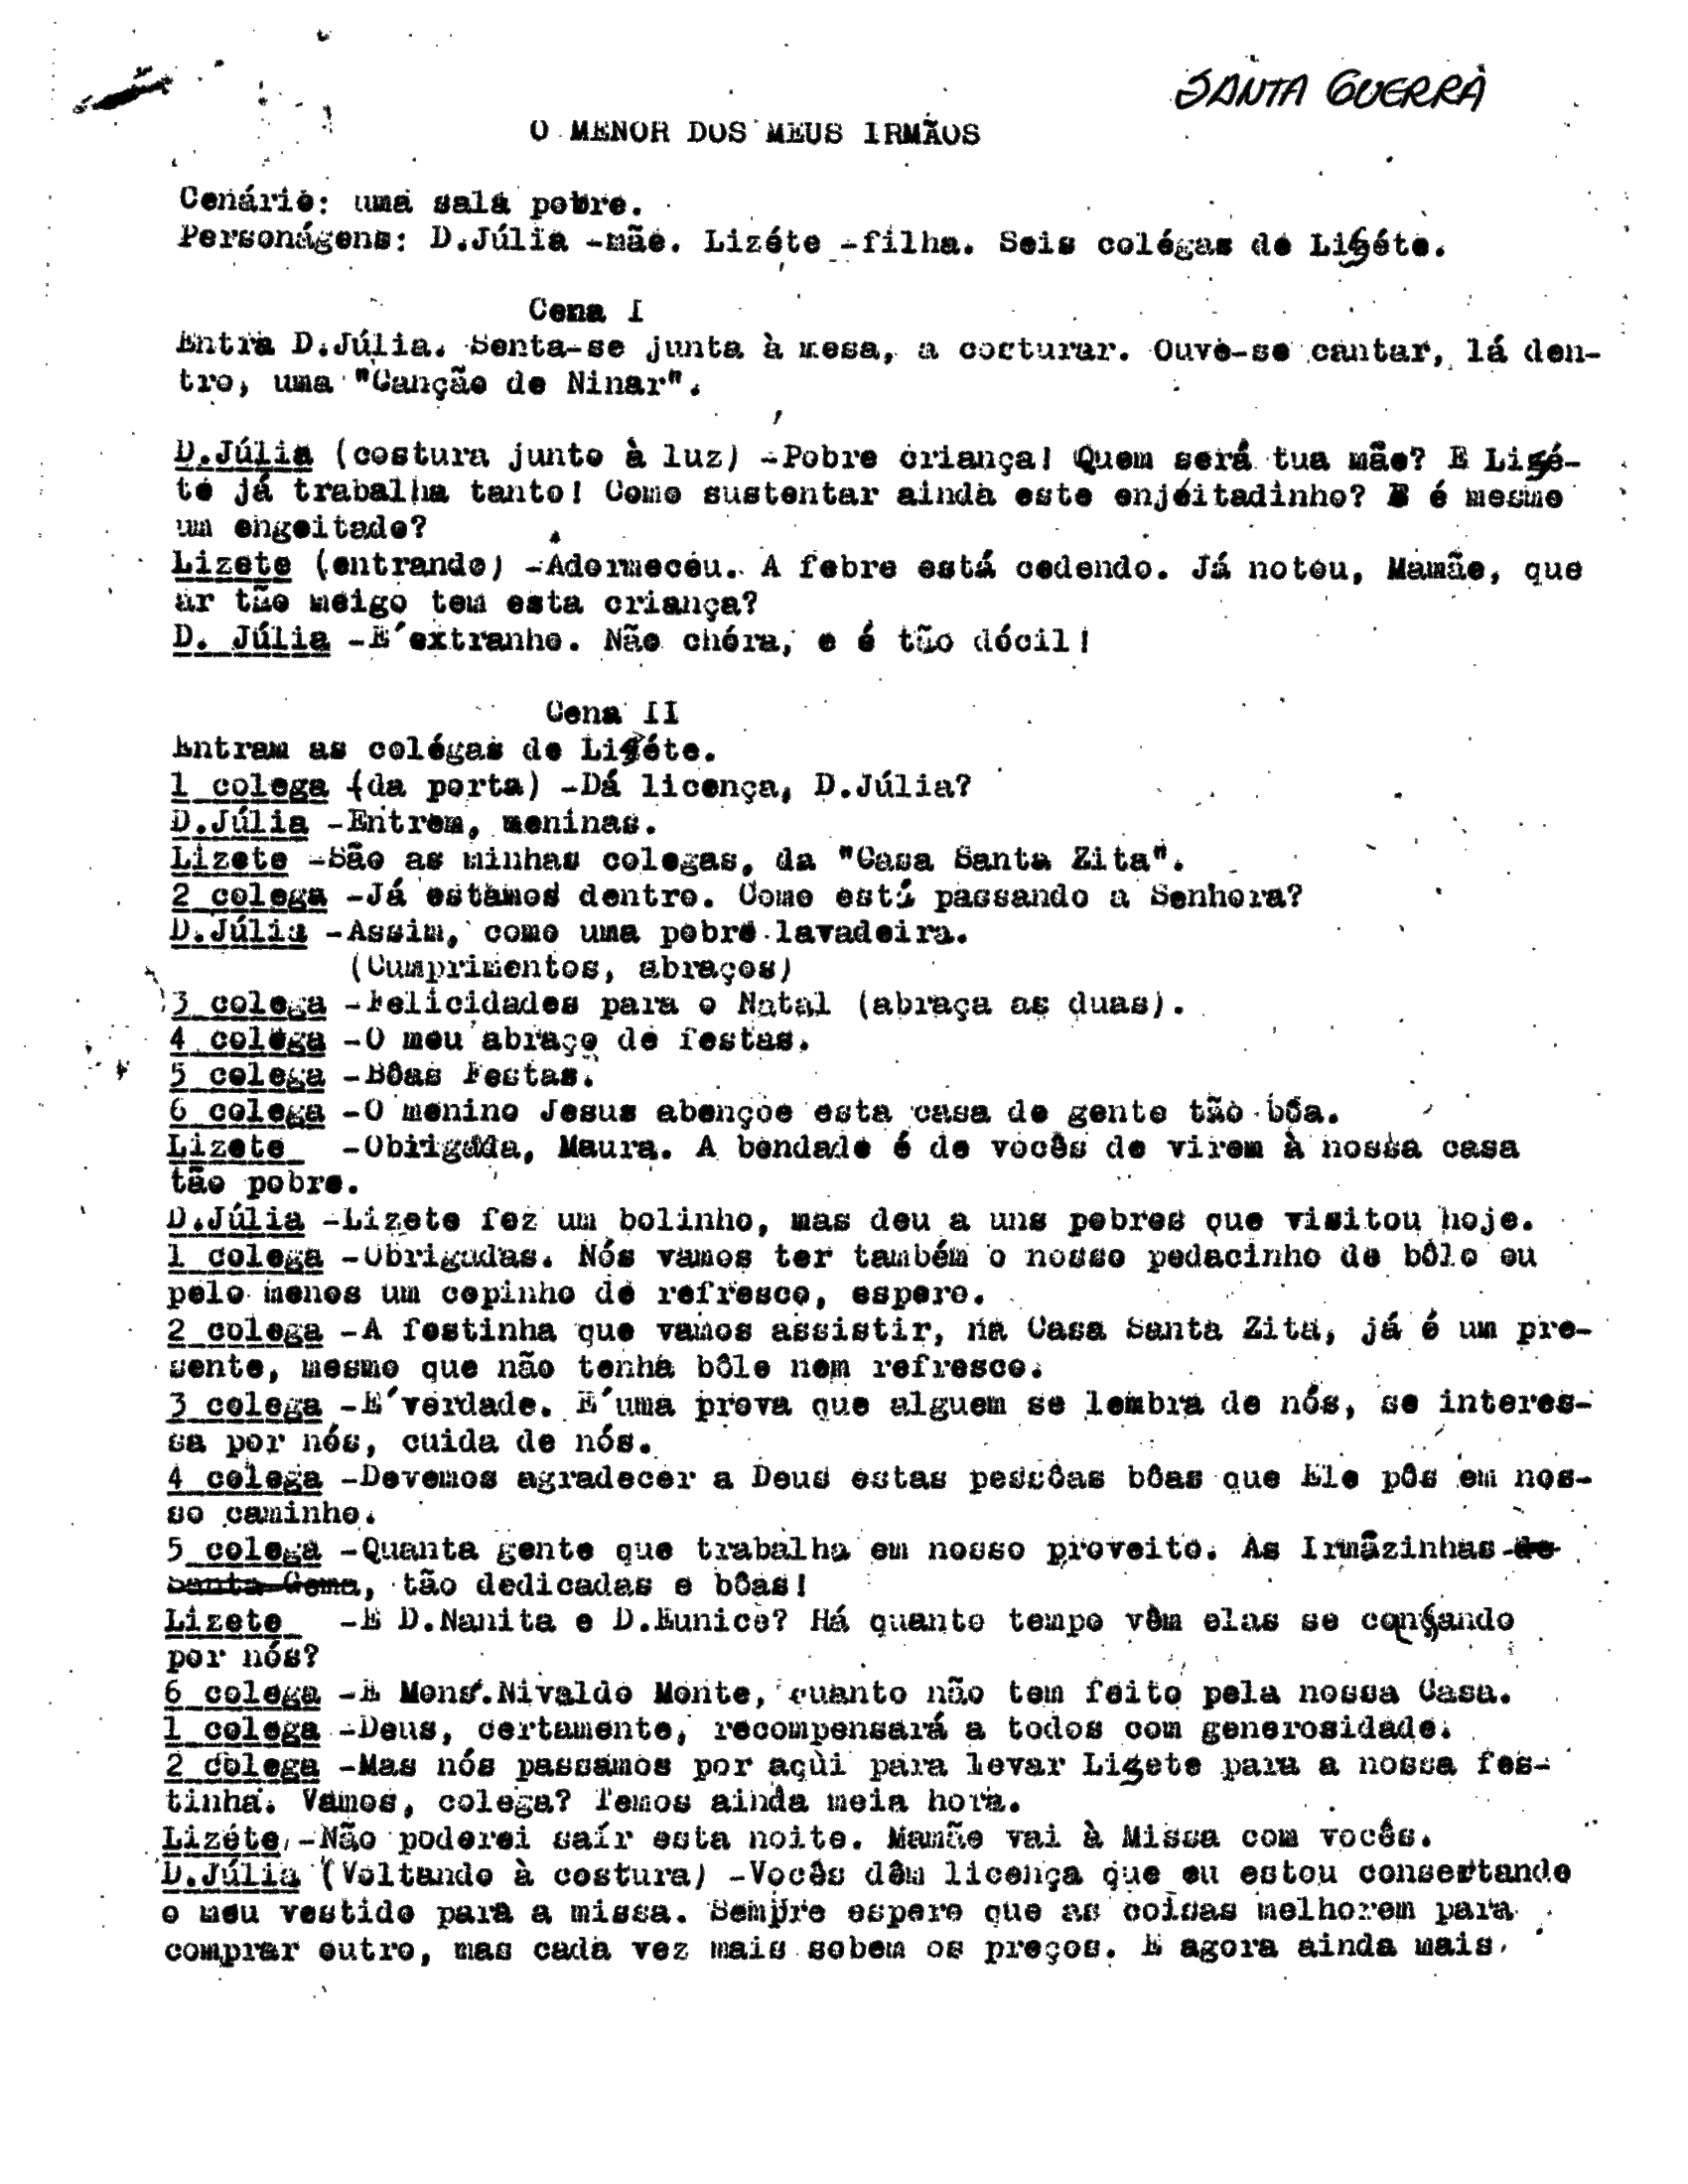 SANTA GUERRA
O MENOR DOS MEUS IRMÃOS
Cenário: uma sala pobre.
Personágens: D.Júlia -mãe. Lizéte -filha. Seis colégas de Lizéte.
Cena I
Entra D.Júlia. Senta-se junta à mesa, a costurar. Ouve-se cantar, lá den-
tro, uma "Canção de Ninar".
D.Júlia (costura junto à luz) -Pobre criança! Quem será tua mãe? E Lizé-
te já trabalha tanto! Como sustentar ainda este enjeitadinho? E é mesmo
um engeitado?
Lizete (entrando) -Adormeceu. A febre está cedendo. Já notou, Mamãe, que
ar tão meigo tem esta criança?
D. Júlia -E´extranho. Não chóra, e é tão dócil!
Cena II
Entram as colégas de Lizéte.
1 colega (da porta) -Dá licença, D.Júlia?
D.Júlia -Entrem, meninas.
Lizete -São as minhas colegas, da "Casa Santa Zita".
2 colega -Já estamos dentro. Como está passando a Senhora?
D.Júlia -Assim, como uma pobre lavadeira.
(Cumprimentos, abraços)
3 colega -Felicidades para o Natal (abraça as duas).
4 colega -O meu abraço de festas.
5 colega -Bôas Festas.
6 colega -O menino Jesus abençoe esta casa de gente tão bôa.
Lizete -Obrigada, Maura. A bondade é de vocês de virem à nossa casa
tão pobre.
D.Júlia -Lizete fez um bolinho, mas deu a uns pobres que visitou hoje.
1 colega -Obrigadas. Nós vamos ter também o nosso pedacinho de bôlo ou
pelo menos um copinho de refresco, espero.
2 colega -A festinha que vamos assistir, na Casa Santa Zita, já é um pre-
sente, mesmo que não tenha bôlo nem refresco.
3 colega -E´verdade. E´uma prova que alguem se lembra de nós, se interes-
sa por nós, cuida de nós.
4 colega -Devemos agradecer a Deus estas pessôas bôas que Ele pôs em nos-
so caminho.
5 colega -Quanta gente que trabalha em nosso proveito. As Irmãzinhas de
Santa Gema, tão dedicadas e bôas!
Lizete -E D.Nanita e D.Eunice? Há quanto tempo vêm elas se cansando
por nós?
6 colega -E Mons.Nivaldo Monte, quanto não tem feito pela nossa Casa.
1 colega -Deus, certamente, recompensará a todos com generosidade.
2 colega -Mas nós passamos por aqui para levar Lizete para a nossa fes-
tinha. Vamos, colega? Temos ainda meia hora.
Lizéte -Não poderei saír esta noite. Mamãe vai à Missa com vocês.
D.Júlia (Voltando à costura) -Vocês dêm licença que eu estou consertando
o meu vestido para a missa. Sempre espero que as coisas melhorem para
comprar outro, mas cada vez mais sobem os preços. E agora ainda mais,